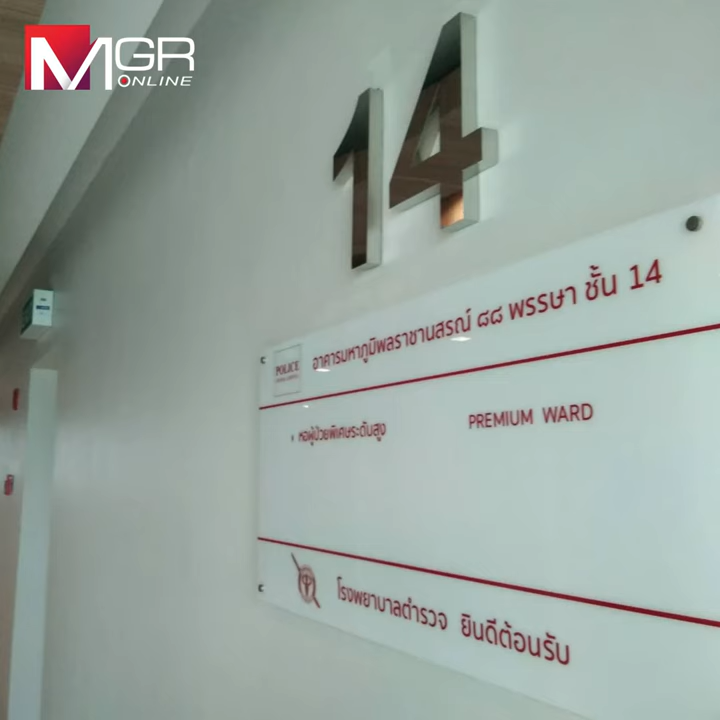 MGR
ONLINE
14
อาคารมหาภูมิพลราชานุสรณ์ ๘๘ พรรษา ชั้น 14
POLICE
หอผู้ป่วยพิเศษระดับสูง PREMIUM WARD
โรงพยาบาลตำรวจ ยินดีต้อนรับ